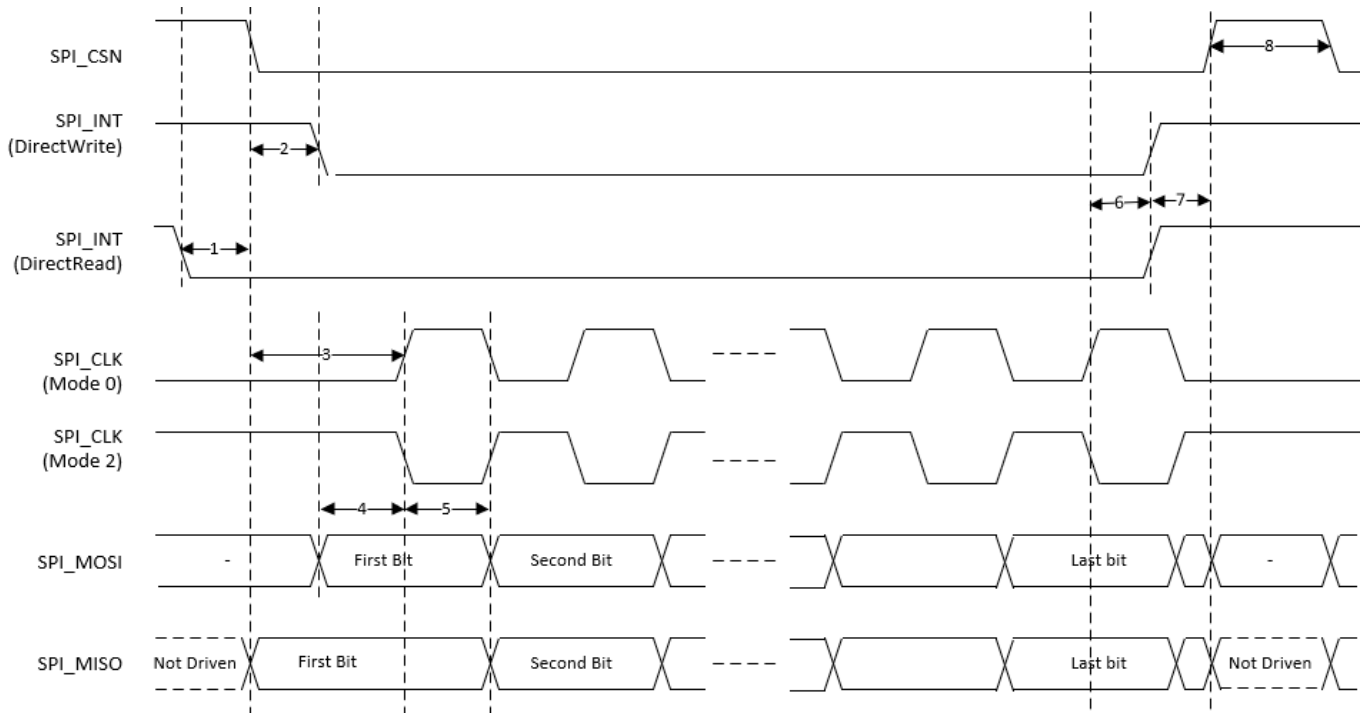 SPI_CSN
8
SPI_INT
(DirectWrite)
2
6
7
SPI_INT
(DirectRead)
1
SPI_CLK
(Mode 0)
3
SPI_CLK
(Mode 2)
4
5
SPI_MOSI
-
First Bit
Second Bit
Last bit
-
SPI_MISO
Not Driven
First Bit
Second Bit
Last bit
Not Driven